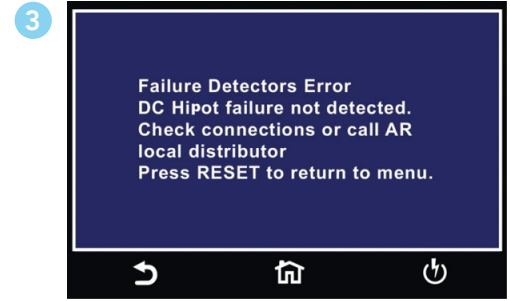 3
Failure Detectors Error
DC Hipot failure not detected.
Check connections or call AR
local distributor
Press RESET to return to menu.